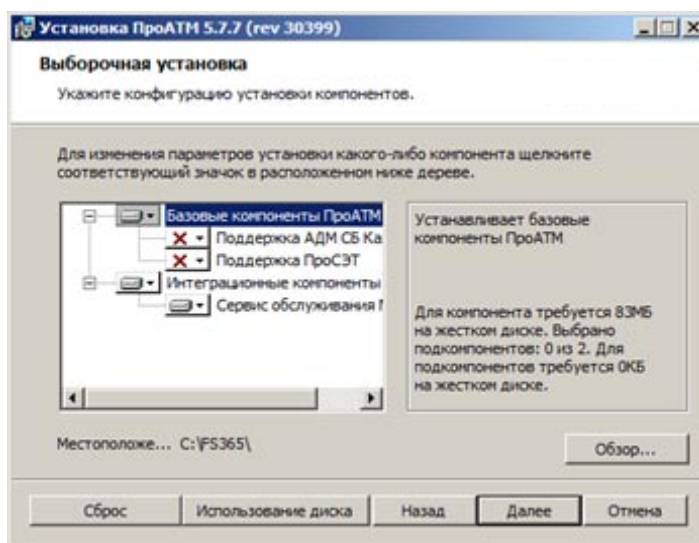 Установка ПроАТМ 5.7.7 (rev 30399)
Выборочная установка
Укажите конфигурацию установки компонентов.
Для изменения параметров установки какого-либо компонента щелкните
соответствующий значок в расположенном ниже дереве.
Базовые компоненты ПроАТМ
Поддержка АДМ СБ Ка
Поддержка ПроСЭТ
Интеграционные компоненты
Сервис обслуживания
Устанавливает базовые
компоненты ПроАТМ
Для компонента требуется 83МБ
на жестком диске. Выбрано
подкомпонентов: 0 из 2. Для
подкомпонентов требуется 0КБ
на жестком диске.
Местоположе... C:\FS365\
Обзор...
Сброс
Использование диска
Назад
Далее
Отмена